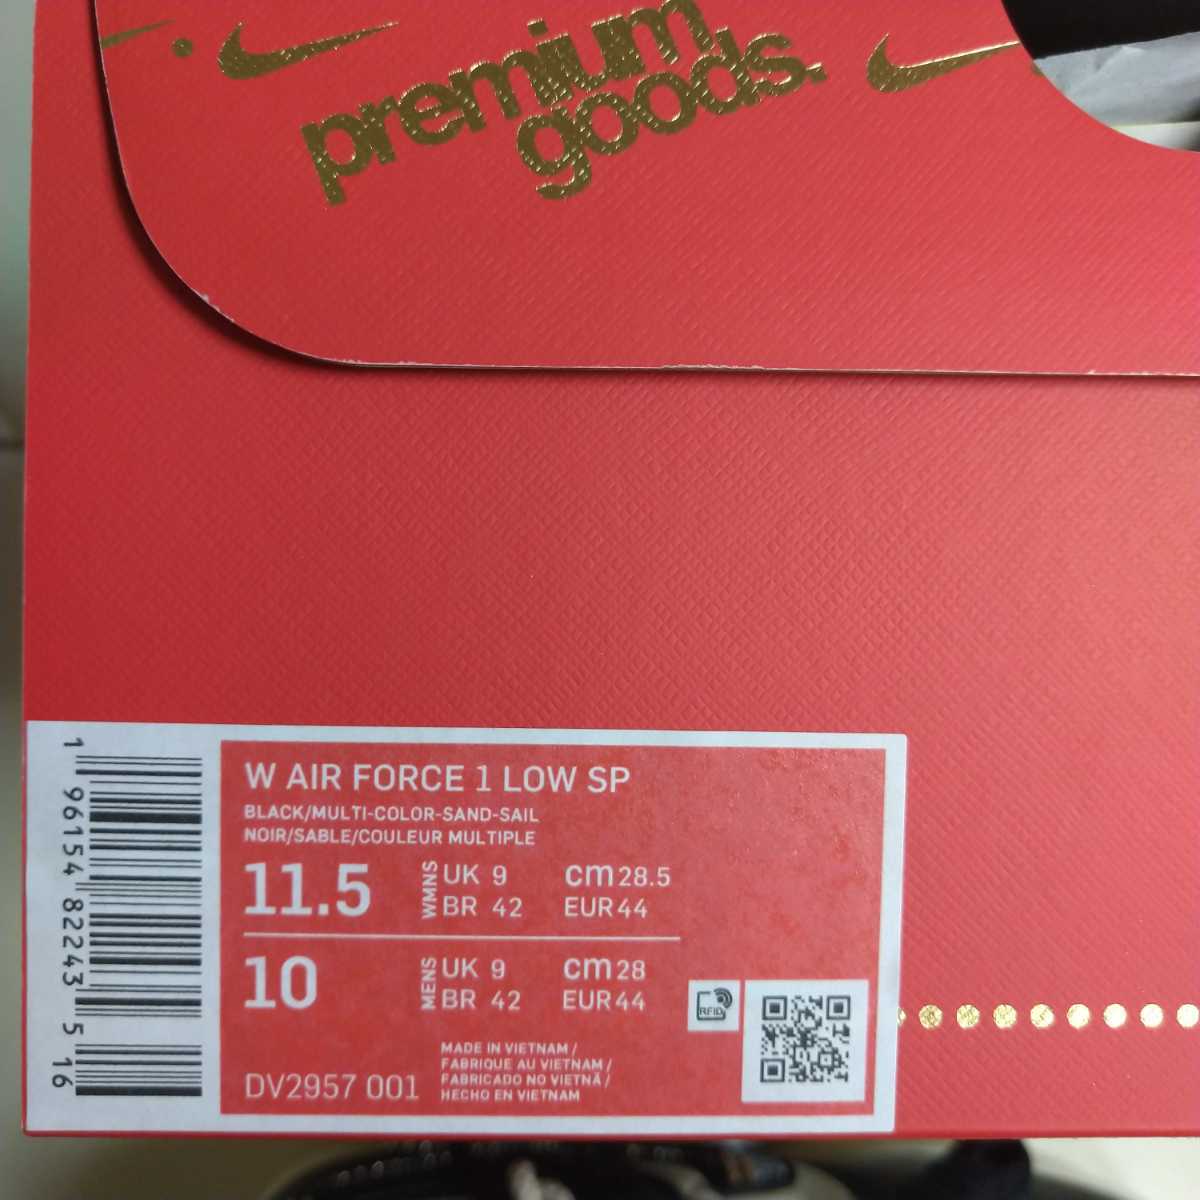 premium
goods.
W AIR FORCE 1 LOW SP
BLACK/MULTI-COLOR-SAND-SAIL
NOIR/SABLE/COULEUR MULTIPLE
11.5 WMNS UK 9 cm 28.5
BR 42 EUR 44
10 MENS UK 9 cm 28
BR 42 EUR 44
RFID
MADE IN VIETNAM /
FABRIQUE AU VIETNAM /
FABRICADO NO VIETNÃ /
HECHO EN VIETNAM
DV2957 001
1 96154 82243 5 16